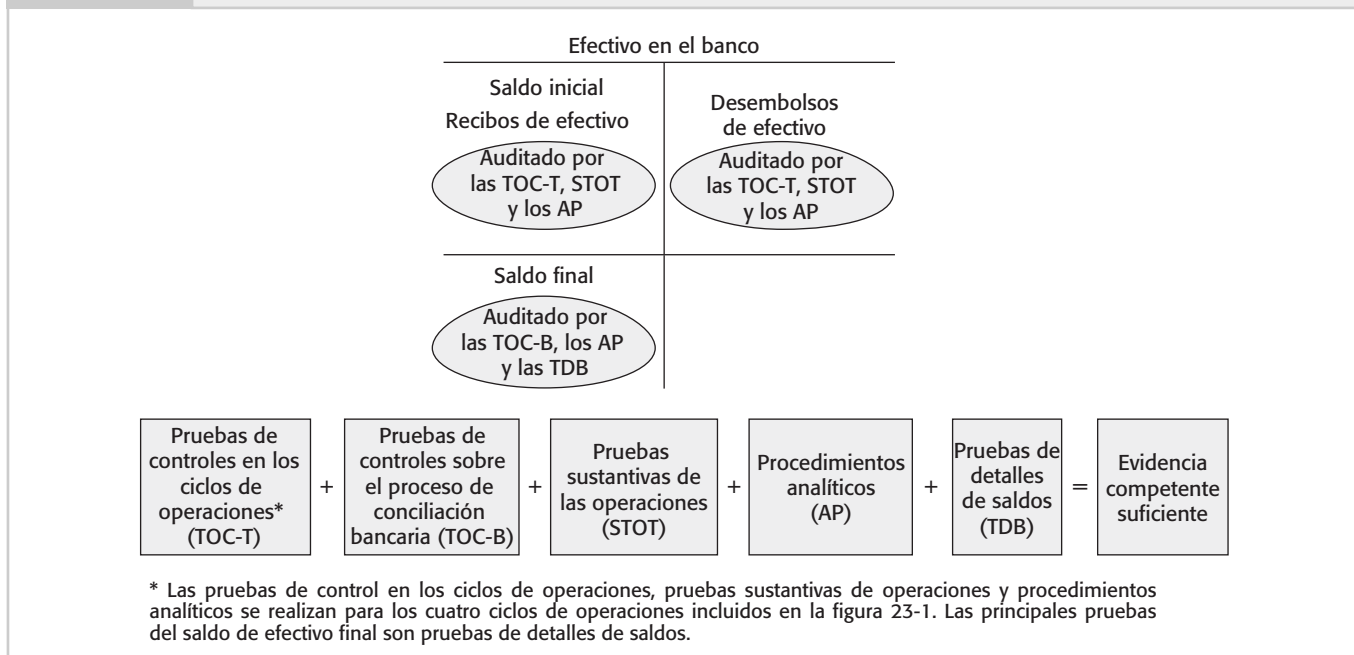 Efectivo en el banco
Saldo inicial
Recibos de efectivo
Auditado por
las TOC-T, STOT
y los AP
Desembolsos
de efectivo
Auditado por
las TOC-T, STOT
y los AP
Saldo final
Auditado por
las TOC-B, los AP
y las TDB
Pruebas de
controles en los
ciclos de
operaciones*
(TOC-T)
+
Pruebas de
controles sobre
el proceso de
conciliación
bancaria (TOC-B)
+
Pruebas
sustantivas de
las operaciones
(STOT)
+
Procedimientos
analíticos
(AP)
+
Pruebas de
detalles
de saldos
(TDB)
=
Evidencia
competente
suficiente
* Las pruebas de control en los ciclos de operaciones, pruebas sustantivas de operaciones y procedimientos
analíticos se realizan para los cuatro ciclos de operaciones incluidos en la figura 23-1. Las principales pruebas
del saldo de efectivo final son pruebas de detalles de saldos.